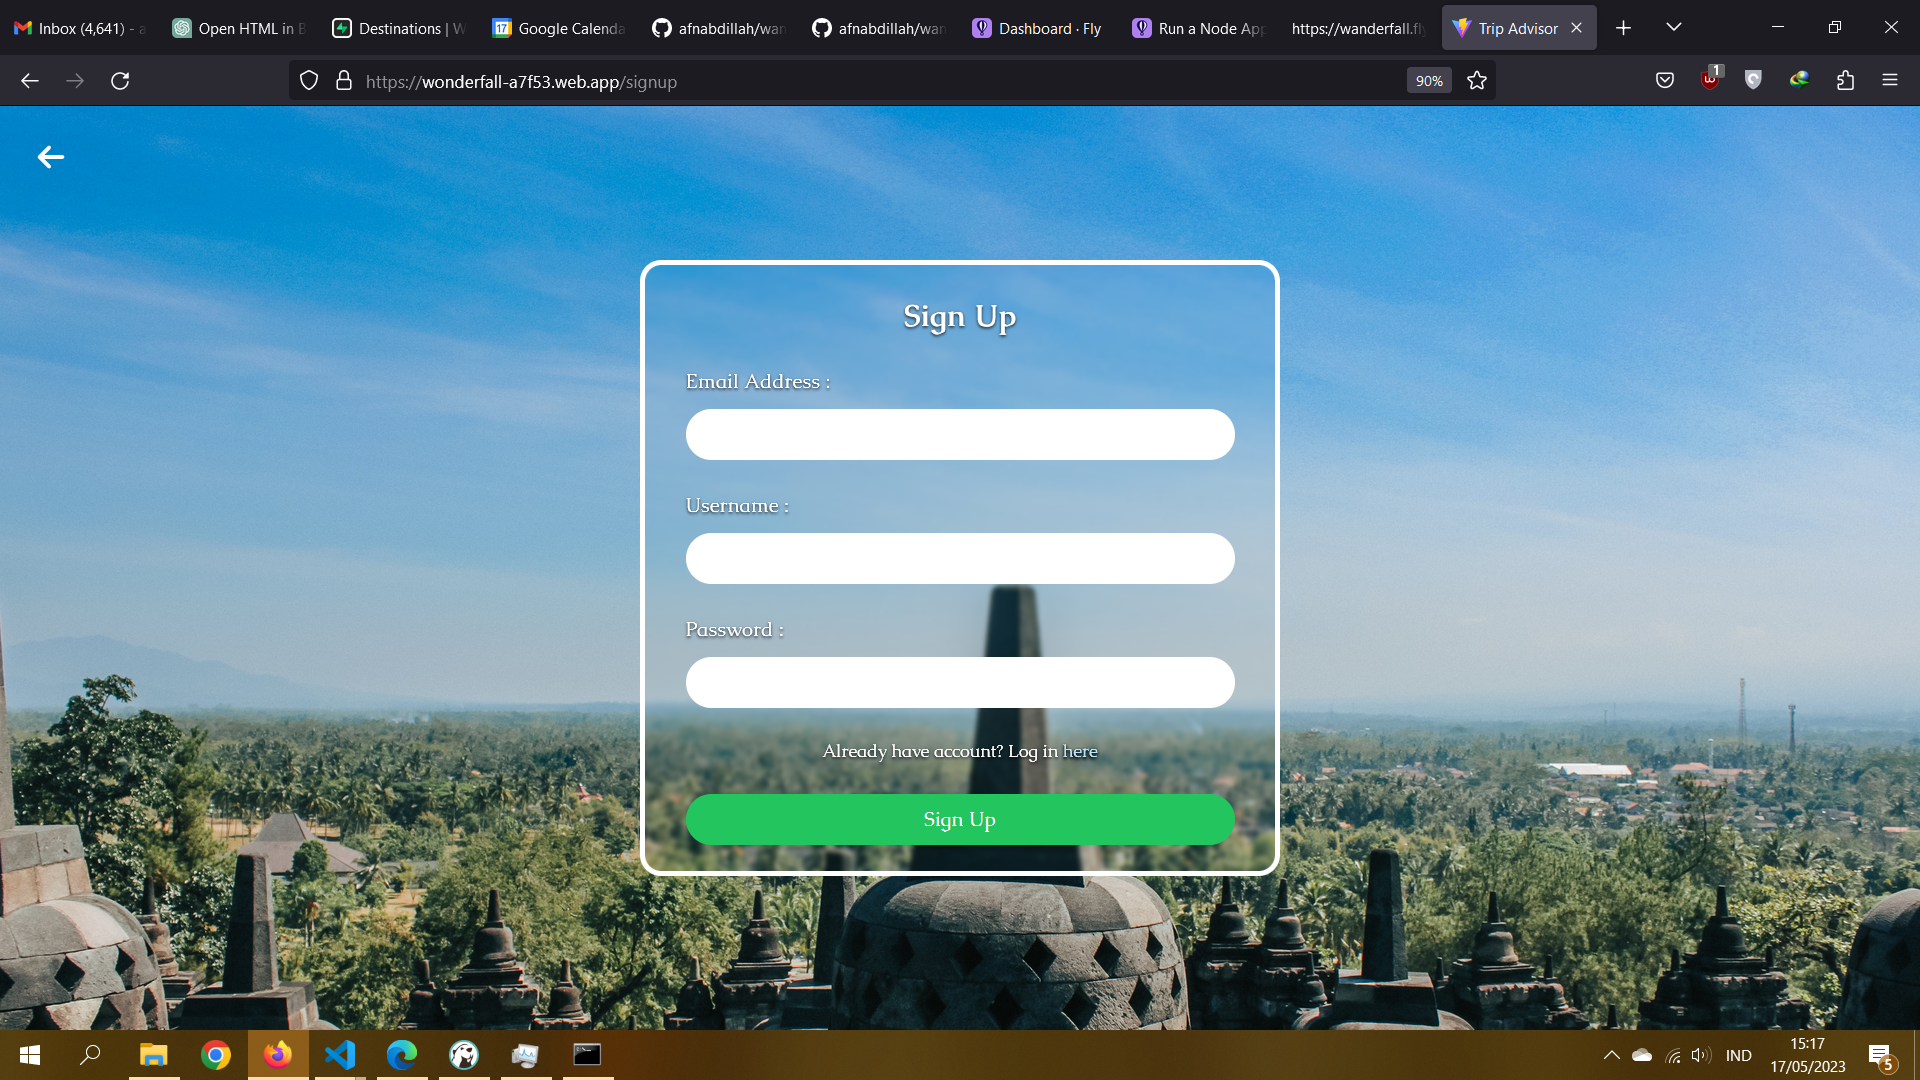 Inbox (4,641) - a
Open HTML in B
Destinations | W
Google Calenda
afnabdillah/wan
afnabdillah/wan
Dashboard · Fly
Run a Node App
https://wanderfall.fly
Trip Advisor
https://wonderfall-a7f53.web.app/signup
90%
1
17
Sign Up
Email Address :
Username :
Password :
Already have account? Log in here
Sign Up
IND
15:17
17/05/2023
5